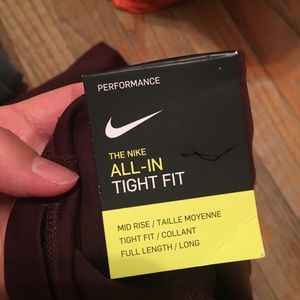 PERFORMANCE
THE NIKE
ALL-IN
TIGHT FIT
MID RISE / TAILLE MOYENNE
TIGHT FIT / COLLANT
FULL LENGTH / LONG